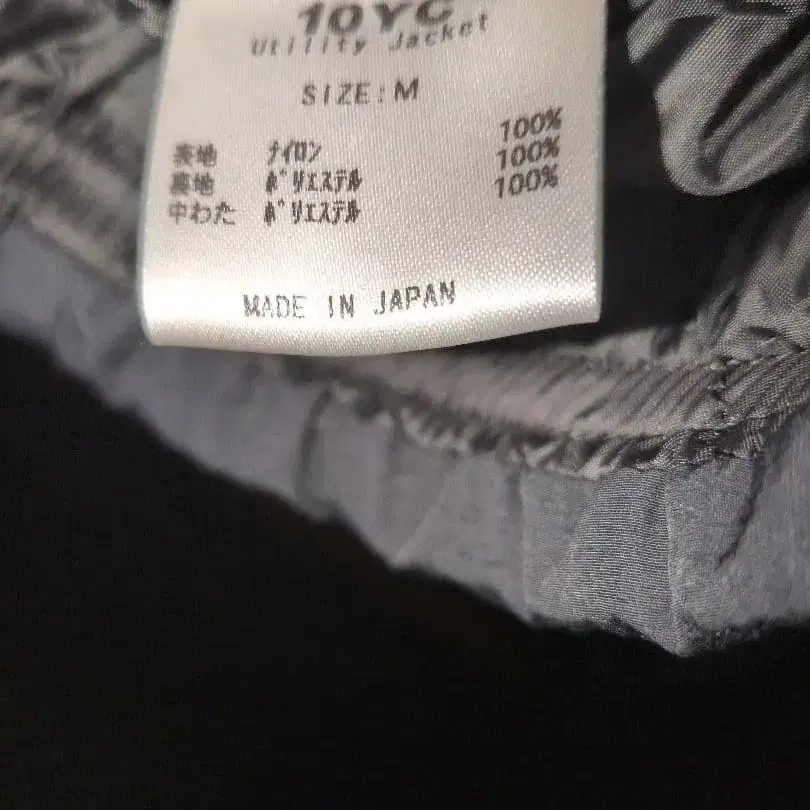 10YC
Utility Jacket
SIZE:M
表地 ナイロン 100%
裏地 ポリエステル 100%
中わた ポリエステル 100%
MADE IN JAPAN